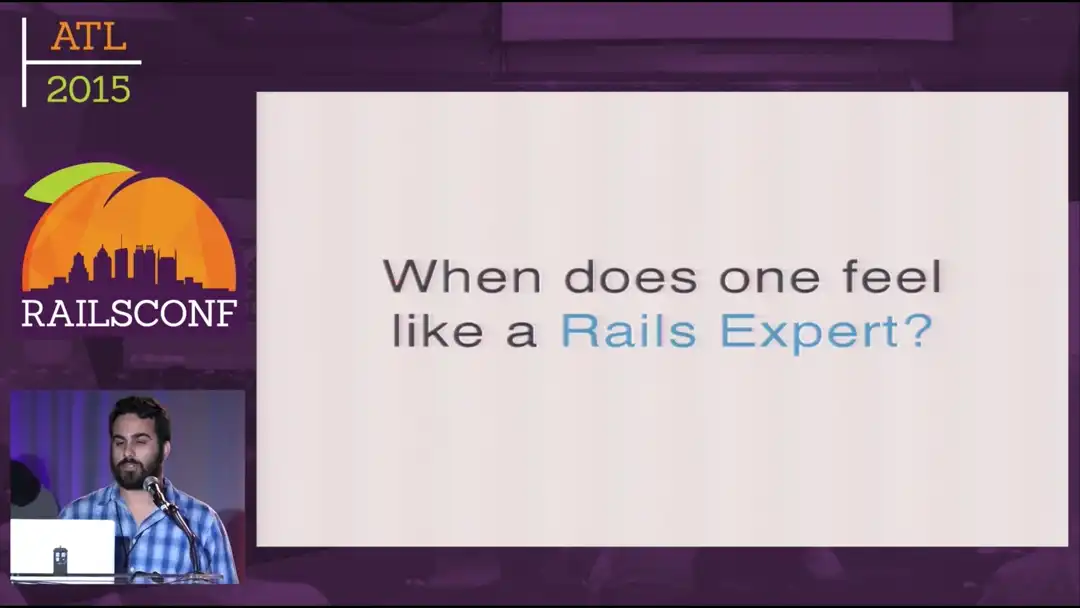 ATL
2015
RAILSCONF
When does one feel
like a Rails Expert?